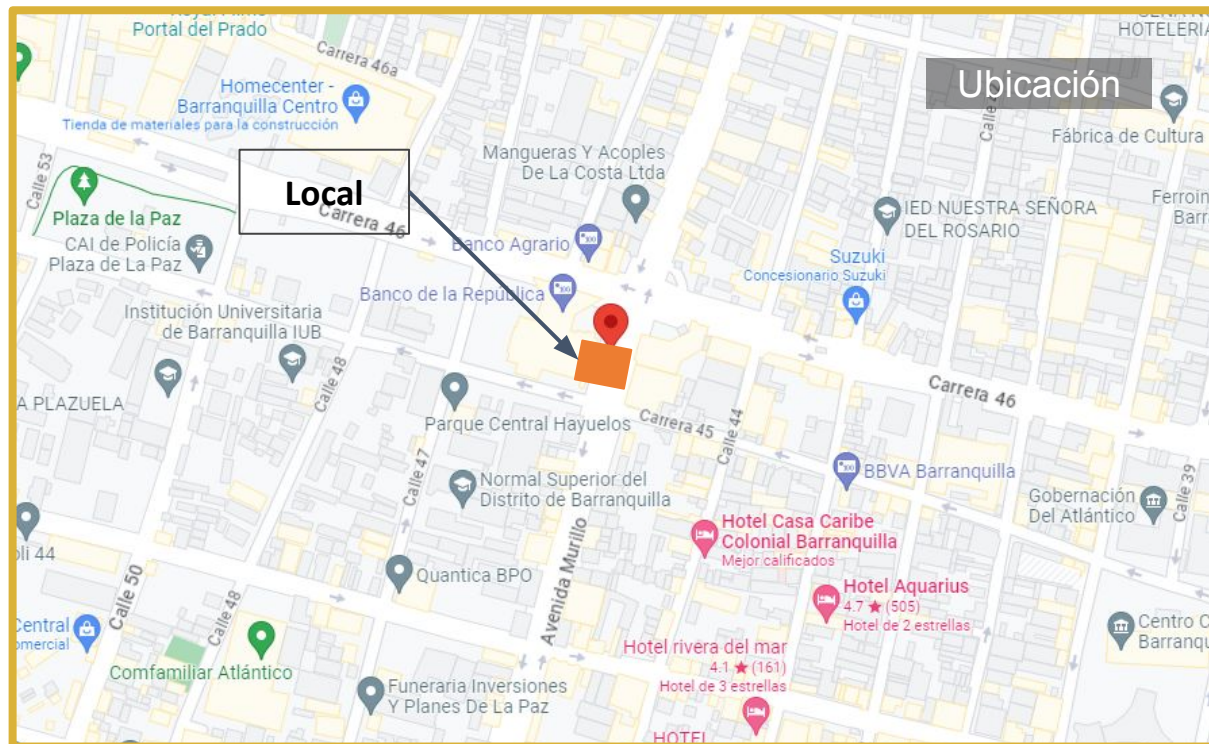 Portal del Prado
HOTELERIA
Carrera 46a
Ubicación
Homecenter -
Barranquilla Centro
Tienda de materiales para la construcción
Fábrica de Cultura
Calle 53
Mangueras Y Acoples
De La Costa Ltda
Local
Plaza de la Paz
Carrera 46
IED NUESTRA SEÑORA
DEL ROSARIO
CAI de Policía
Plaza de La Paz
Banco Agrario
Suzuki
Concesionario Suzuki
Banco de la República
Institución Universitaria
de Barranquilla IUB
Calle 48
Carrera 46
A PLAZUELA
Parque Central Hayuelos
Carrera 45
Calle 44
Calle 47
BBVA Barranquilla
Normal Superior del
Distrito de Barranquilla
Gobernación
Del Atlántico
Calle 39
Hotel Casa Caribe
Colonial Barranquilla
Mejor calificados
Avenida Murillo
Quantica BPO
Hotel Aquarius
4.7 ★ (505)
Hotel de 2 estrellas
Calle 50
Calle 48
Central
Centro C
Barranqu
Hotel rivera del mar
4.1 ★ (161)
Hotel de 3 estrellas
Comfamiliar Atlántico
Funeraria Inversiones
Y Planes De La Paz
HOTEL